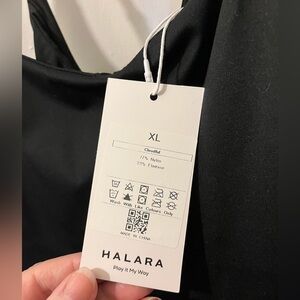 XL
Cloudful
77% Nylon
23% Elastane
Wash With Like Colours Only
MADE IN CHINA
HALARA
Play It My Way